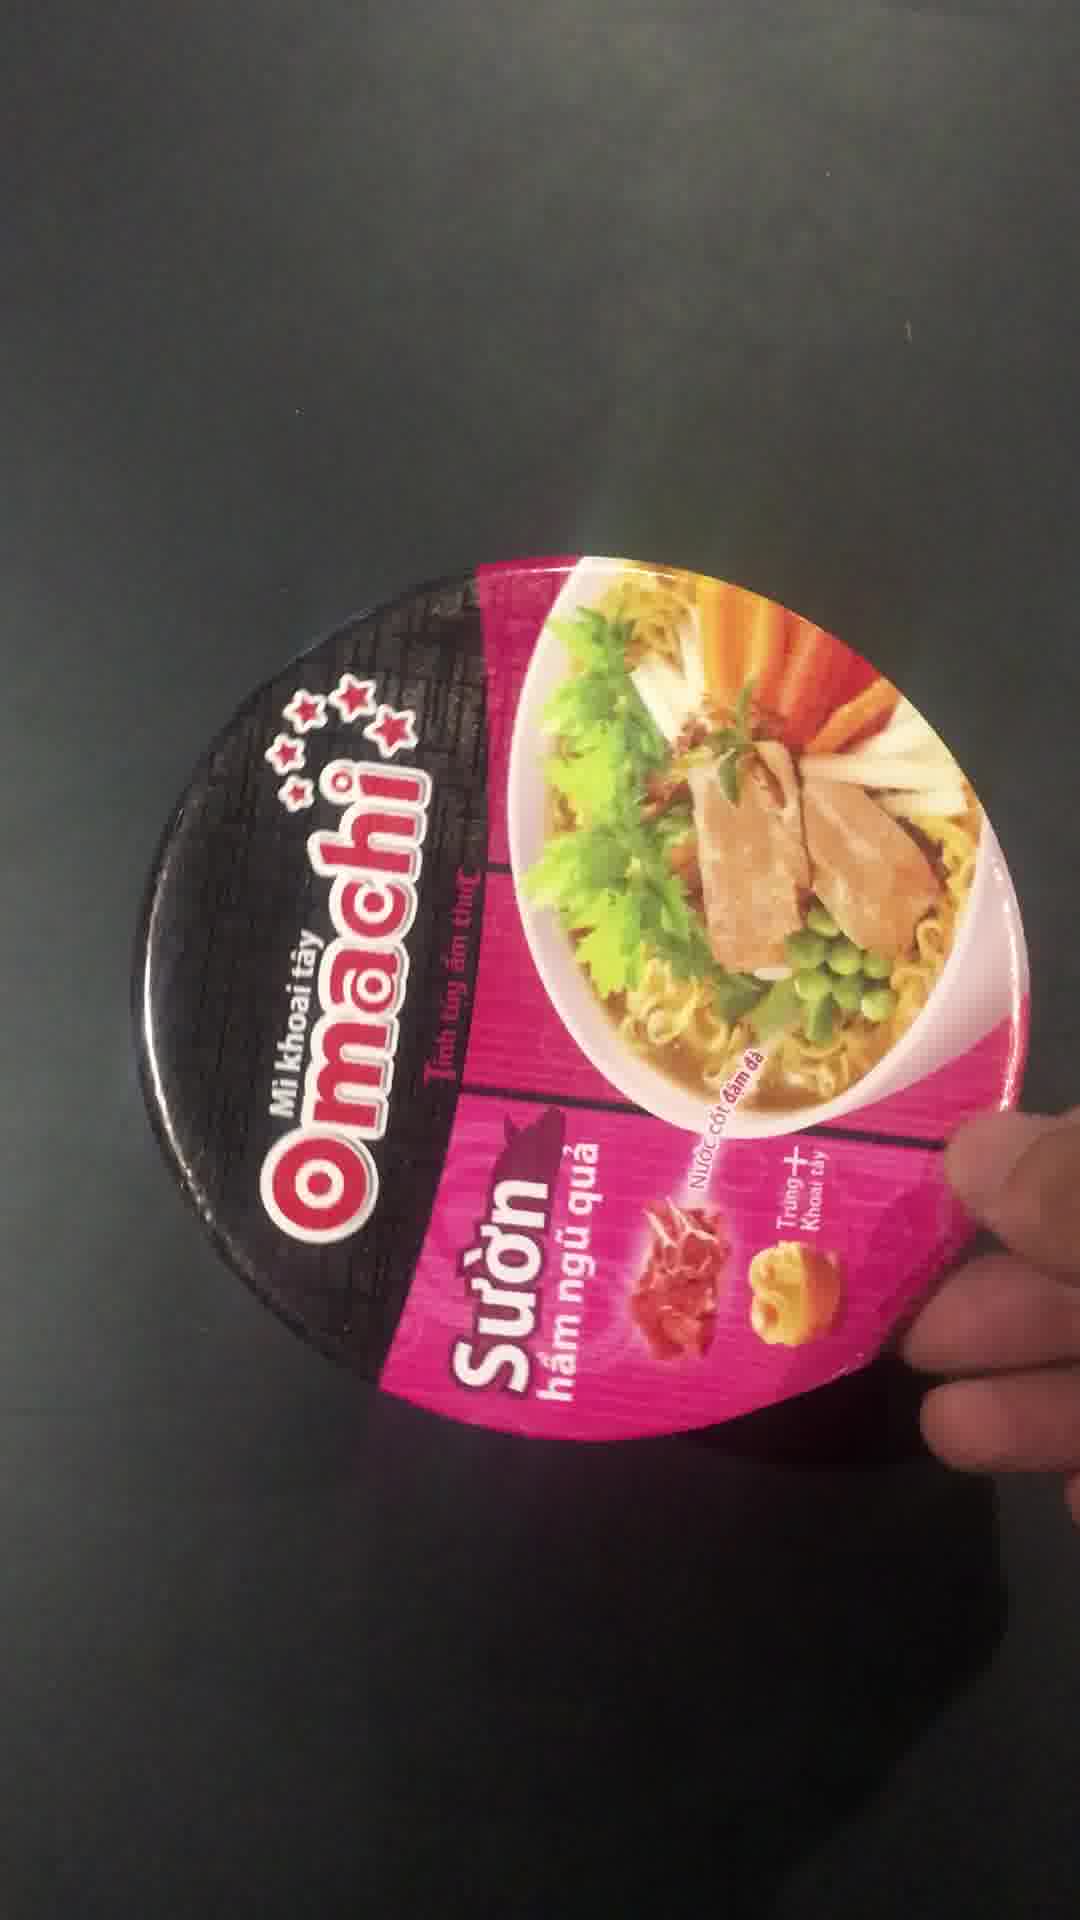 Mì khoai tây
Omachi
Tinh túy ẩm thực
Sườn
hầm ngũ quả
Nước cốt đậm đà
Trứng+
Khoai tây